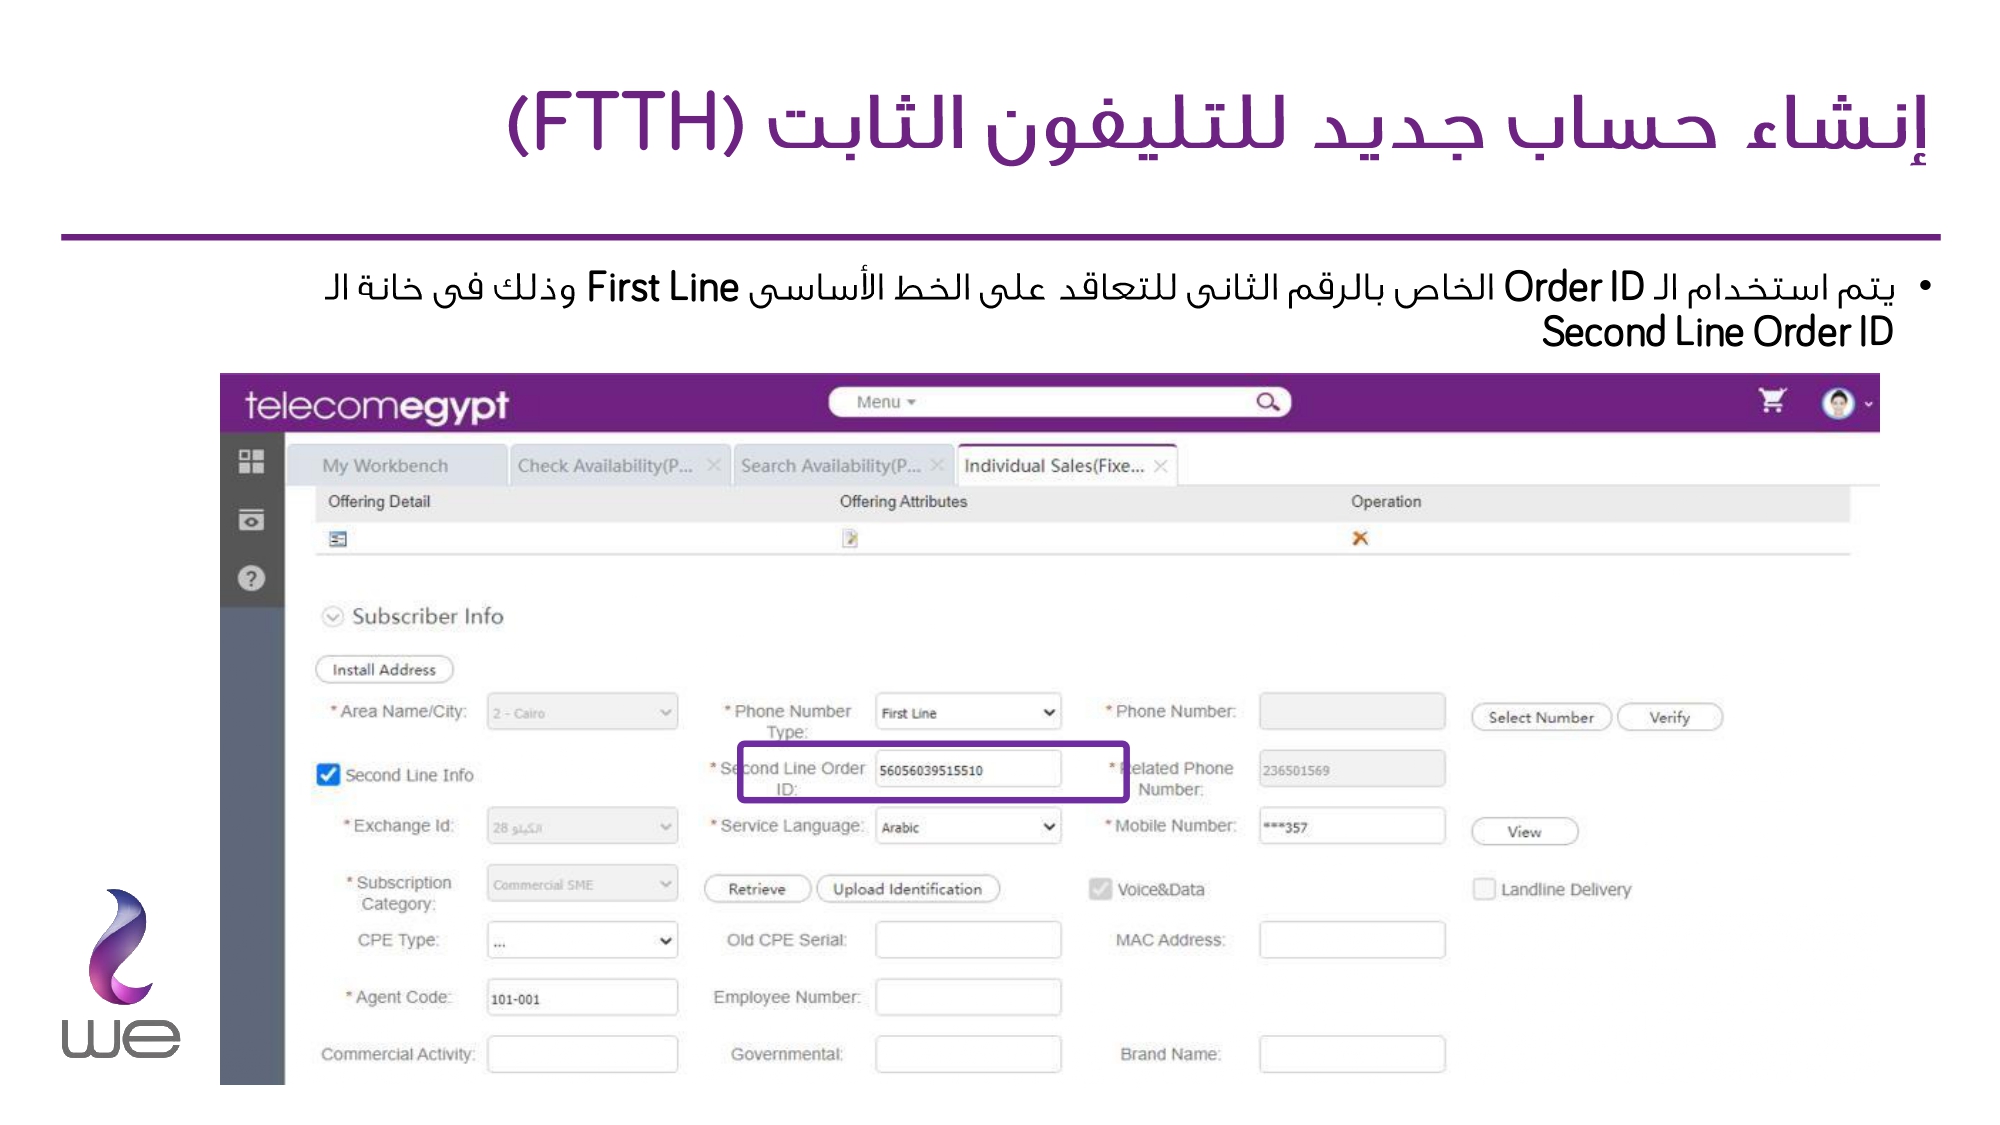 إنشاء حساب جديد للتليفون الثابت (FTTH)
• يتم استخدام الـ Order ID الخاص بالرقم الثانى للتعاقد على الخط الأساسى First Line وذلك فى خانة الـ
Second Line Order ID
telecomegypt Menu
My Workbench Check Availability(P... Search Availability(P... Individual Sales(Fixe...
Offering Detail Offering Attributes Operation
Subscriber Info
Install Address
* Area Name/City: 2 - Cairo * Phone Number Type: First Line * Phone Number: Select Number Verify
Second Line Info * Second Line Order ID: 56056039515510 * Related Phone Number: 236501569
* Exchange Id: 28 الكيلو * Service Language: Arabic * Mobile Number: ***357 View
* Subscription Category: Commercial SME Retrieve Upload Identification Voice&Data Landline Delivery
CPE Type: ... Old CPE Serial: MAC Address:
* Agent Code: 101-001 Employee Number:
Commercial Activity: Governmental: Brand Name:
we